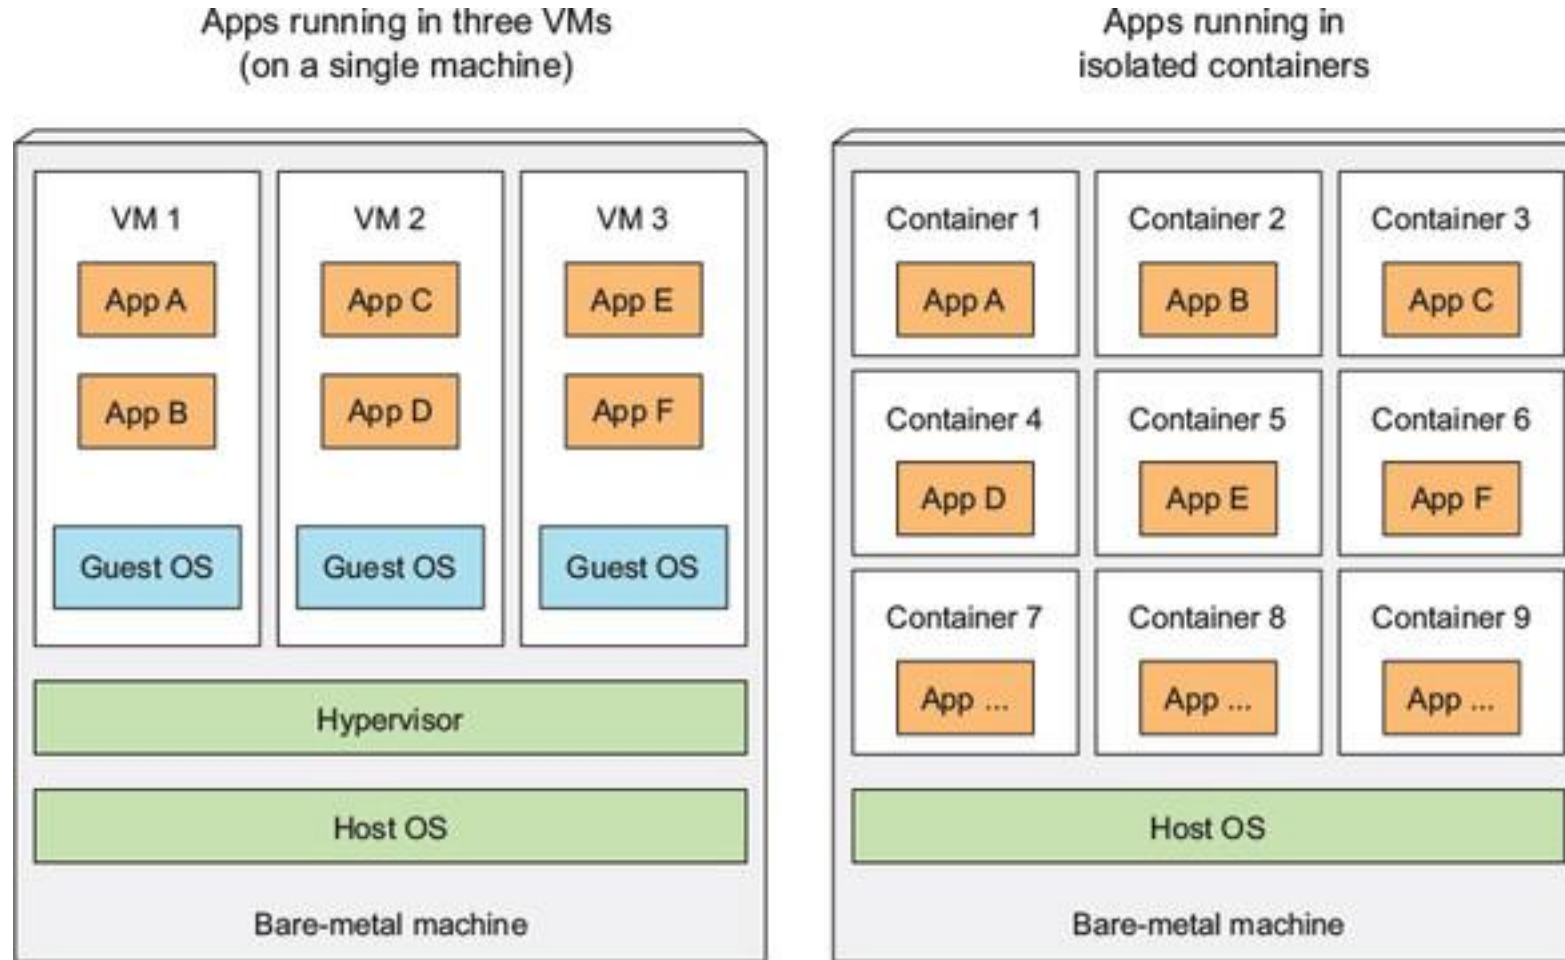 Apps running in three VMs
(on a single machine)
VM 1
App A
App B
Guest OS
VM 2
App C
App D
Guest OS
VM 3
App E
App F
Guest OS
Hypervisor
Host OS
Bare-metal machine
Apps running in
isolated containers
Container 1
App A
Container 2
App B
Container 3
App C
Container 4
App D
Container 5
App E
Container 6
App F
Container 7
App ...
Container 8
App ...
Container 9
App ...
Host OS
Bare-metal machine